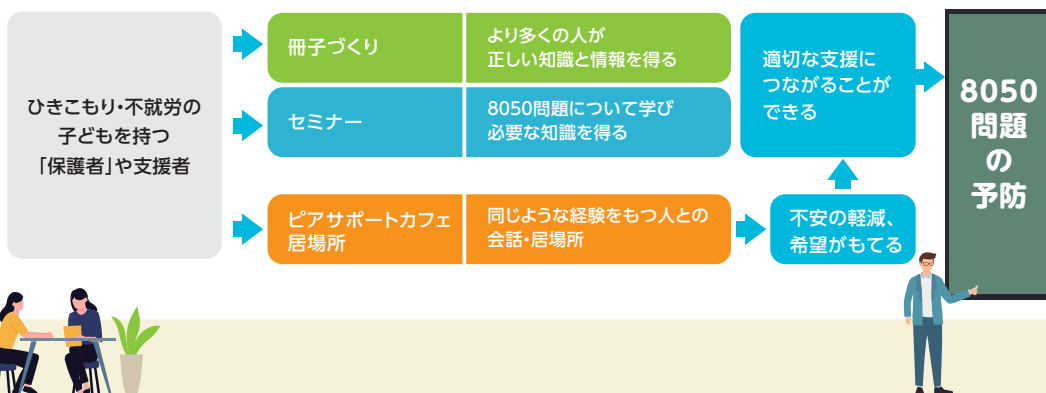 ひきこもり・不就労の
子どもを持つ
「保護者」や支援者
冊子づくり
より多くの人が
正しい知識と情報を得る
セミナー
8050問題について学び
必要な知識を得る
ピアサポートカフェ
居場所
同じような経験をもつ人との
会話・居場所
適切な支援に
つながることが
できる
不安の軽減、
希望がもてる
8050
問題
の
予防